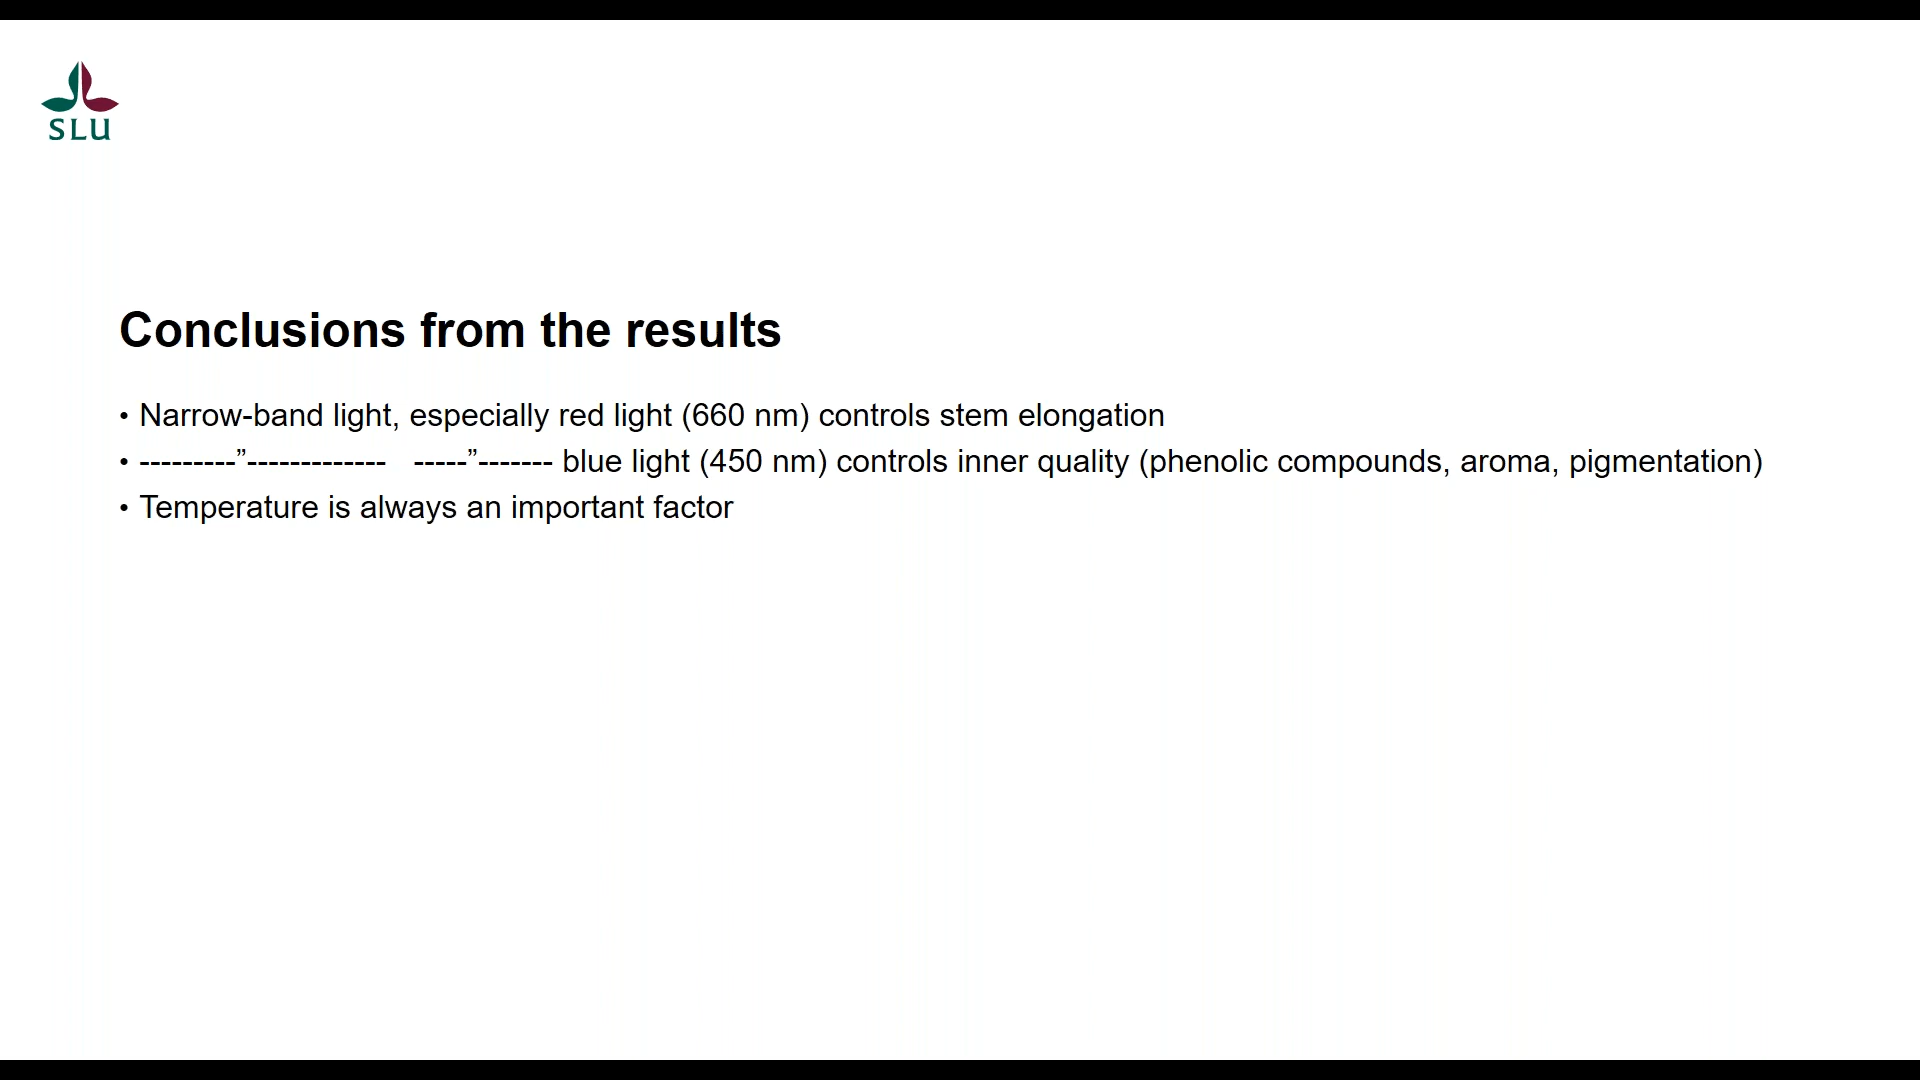 SLU
Conclusions from the results
• Narrow-band light, especially red light (660 nm) controls stem elongation
• ---------”------------- -----”------- blue light (450 nm) controls inner quality (phenolic compounds, aroma, pigmentation)
• Temperature is always an important factor